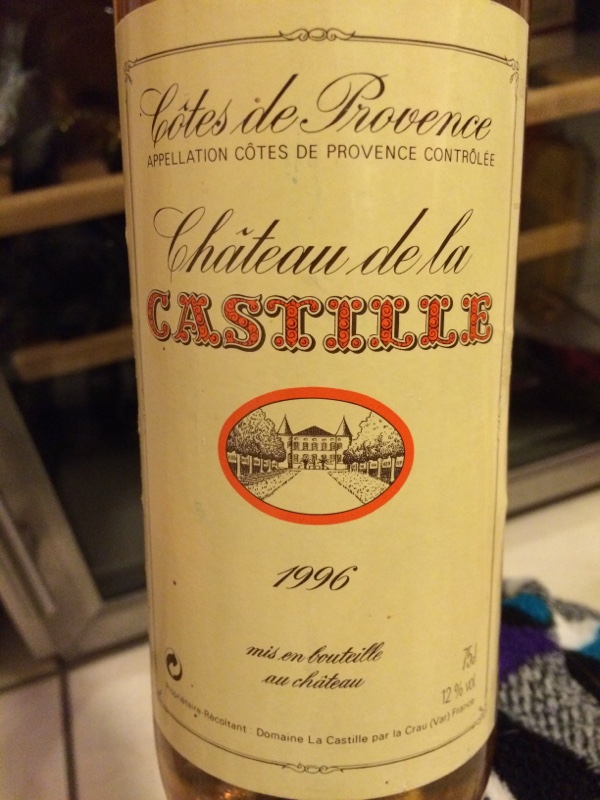 Côtes de Provence
APPELLATION CÔTES DE PROVENCE CONTRÔLÉE
Château de la
CASTILLE
1996
mis en bouteille
au château
75cl
12 % vol
Propriétaire-Récoltant : Domaine La Castille par la Crau (Var) France